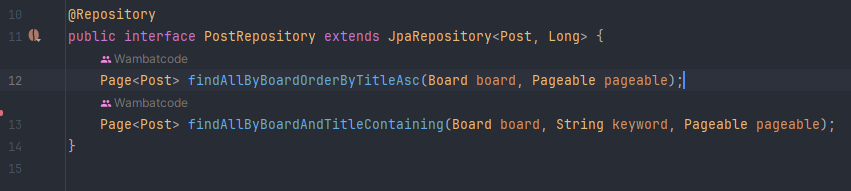 10 @Repository
11 public interface PostRepository extends JpaRepository<Post, Long> {
Wambatcode
12 Page<Post> findAllByBoardOrderByTitleAsc(Board board, Pageable pageable);
Wambatcode
13 Page<Post> findAllByBoardAndTitleContaining(Board board, String keyword, Pageable pageable);
14 }
15